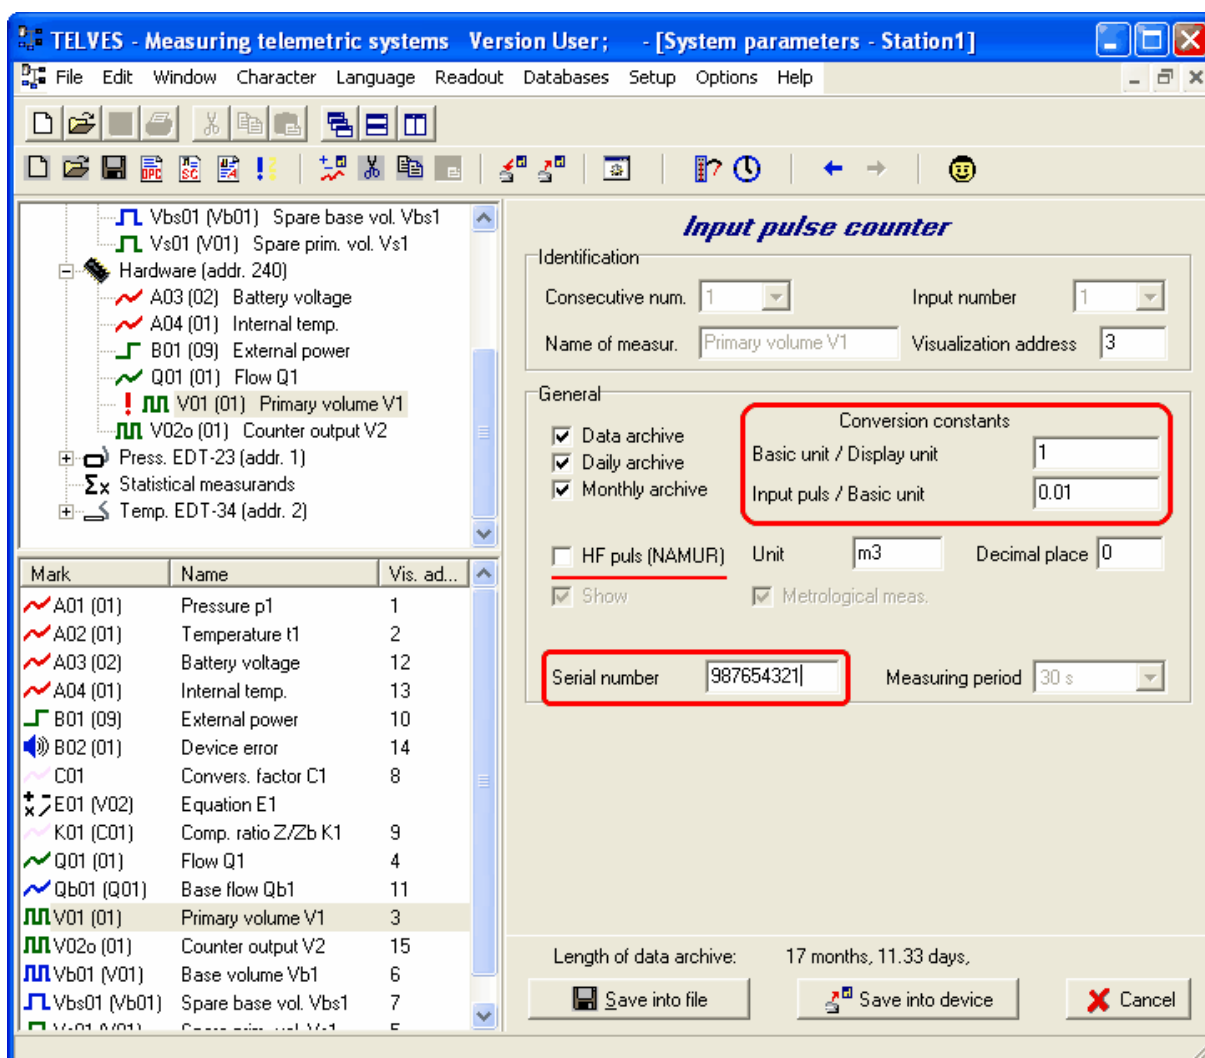 TELVES - Measuring telemetric systems Version User; - [System parameters - Station1]
File Edit Window Character Language Readout Databases Setup Options Help
Vbs01 (Vb01) Spare base vol. Vbs1
Vs01 (V01) Spare prim. vol. Vs1
Hardware (addr. 240)
A03 (02) Battery voltage
A04 (01) Internal temp.
B01 (09) External power
Q01 (01) Flow Q1
V01 (01) Primary volume V1
V02o (01) Counter output V2
Press. EDT-23 (addr. 1)
Σx Statistical measurands
Temp. EDT-34 (addr. 2)
Mark Name Vis. ad...
A01 (01) Pressure p1 1
A02 (01) Temperature t1 2
A03 (02) Battery voltage 12
A04 (01) Internal temp. 13
B01 (09) External power 10
B02 (01) Device error 14
C01 Convers. factor C1 8
E01 (V02) Equation E1
K01 (C01) Comp. ratio Z/Zb K1 9
Q01 (01) Flow Q1 4
Qb01 (Q01) Base flow Qb1 11
V01 (01) Primary volume V1 3
V02o (01) Counter output V2 15
Vb01 (V01) Base volume Vb1 6
Vbs01 (Vb01) Spare base vol. Vbs1 7
Input pulse counter
Identification
Consecutive num. 1 Input number 1
Name of measur. Primary volume V1 Visualization address 3
General
Data archive
Daily archive
Monthly archive
Conversion constants
Basic unit / Display unit 1
Input puls / Basic unit 0.01
HF puls (NAMUR) Unit m3 Decimal place 0
Show Metrological meas.
Serial number 987654321 Measuring period 30 s
Length of data archive: 17 months, 11.33 days,
Save into file Save into device Cancel